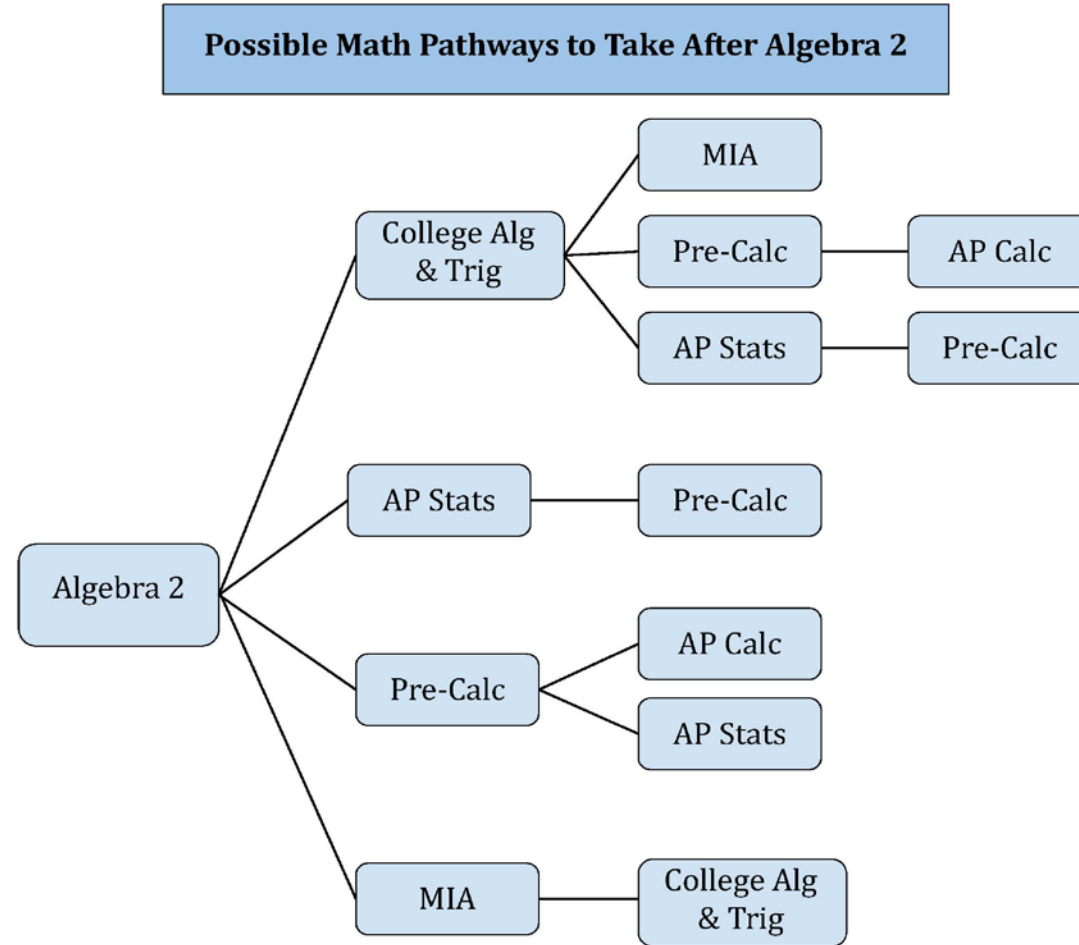 Possible Math Pathways to Take After Algebra 2
MIA
College Alg
& Trig
Pre-Calc
AP Calc
AP Stats
Pre-Calc
AP Stats
Pre-Calc
Algebra 2
AP Calc
Pre-Calc
AP Stats
MIA
College Alg
& Trig